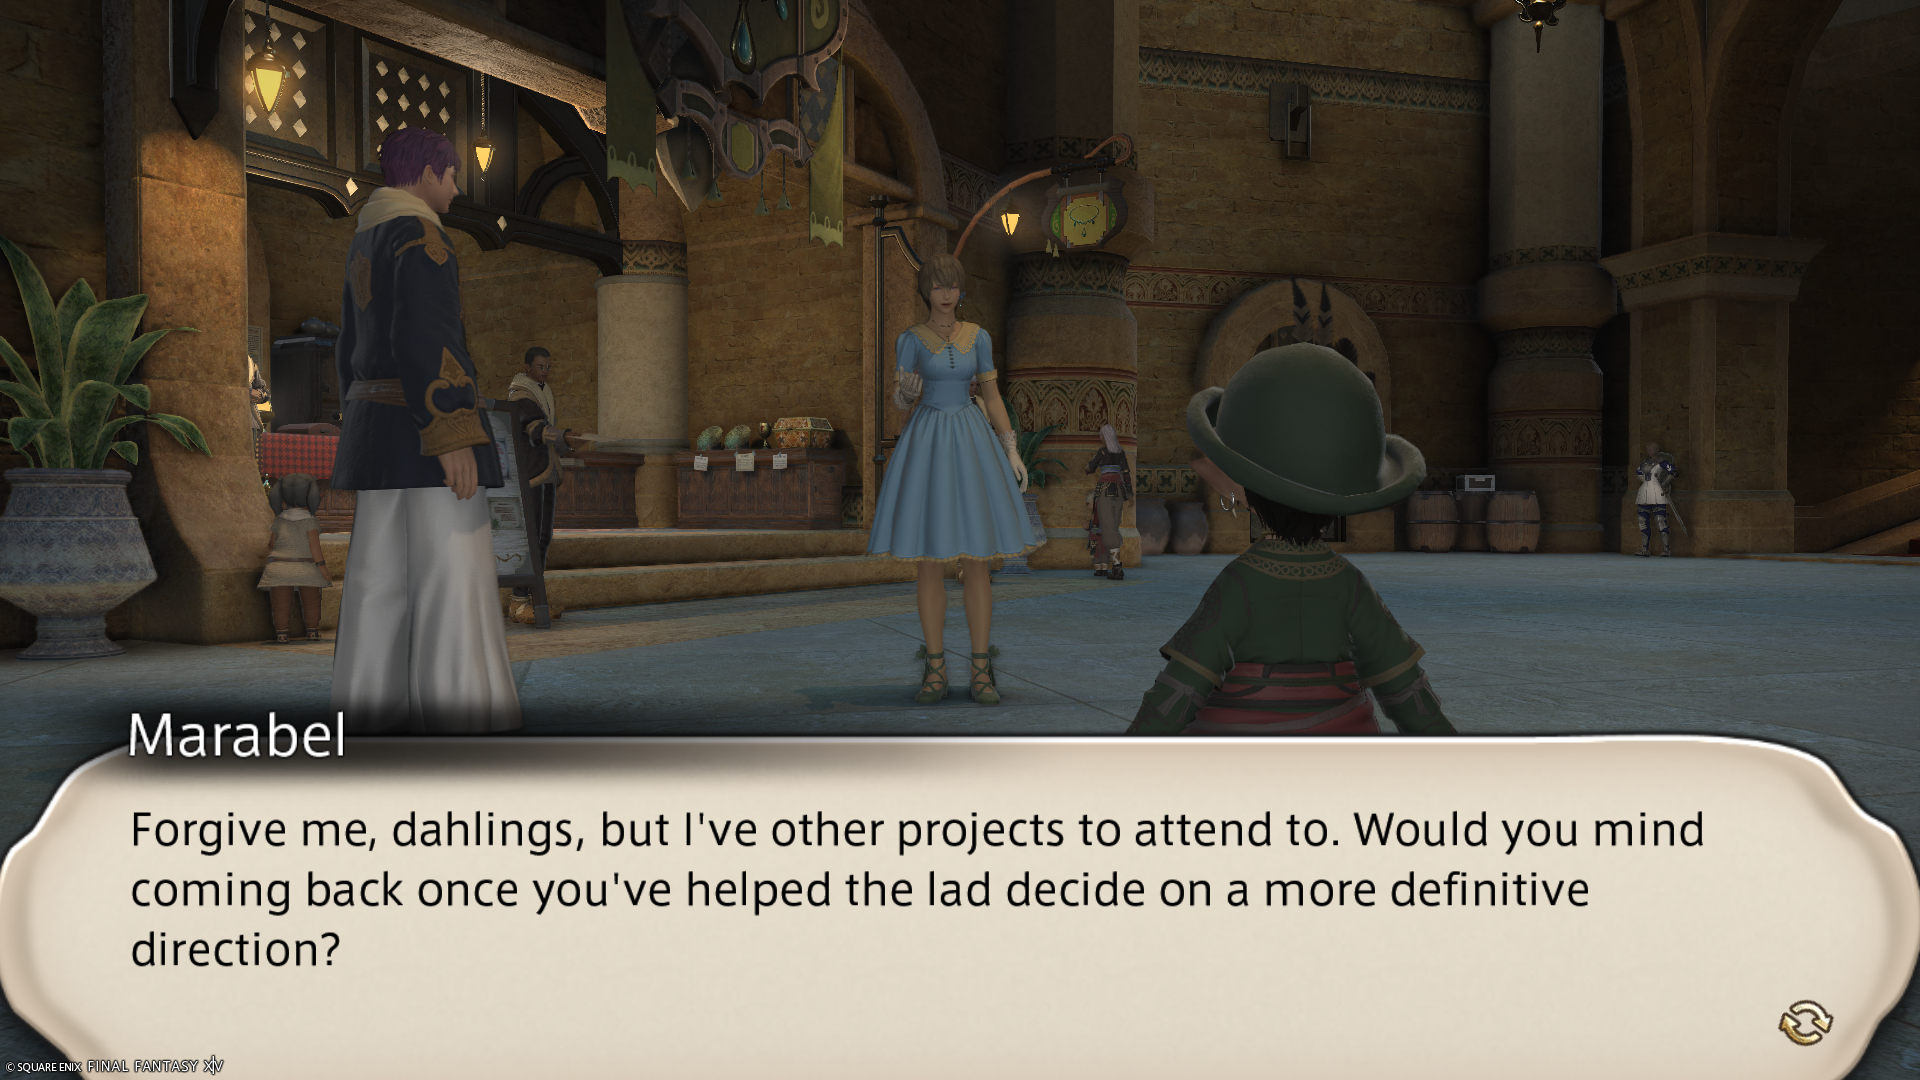 Marabel
Forgive me, dahlings, but I've other projects to attend to. Would you mind
coming back once you've helped the lad decide on a more definitive
direction?
© SQUARE ENIX FINAL FANTASY XIV